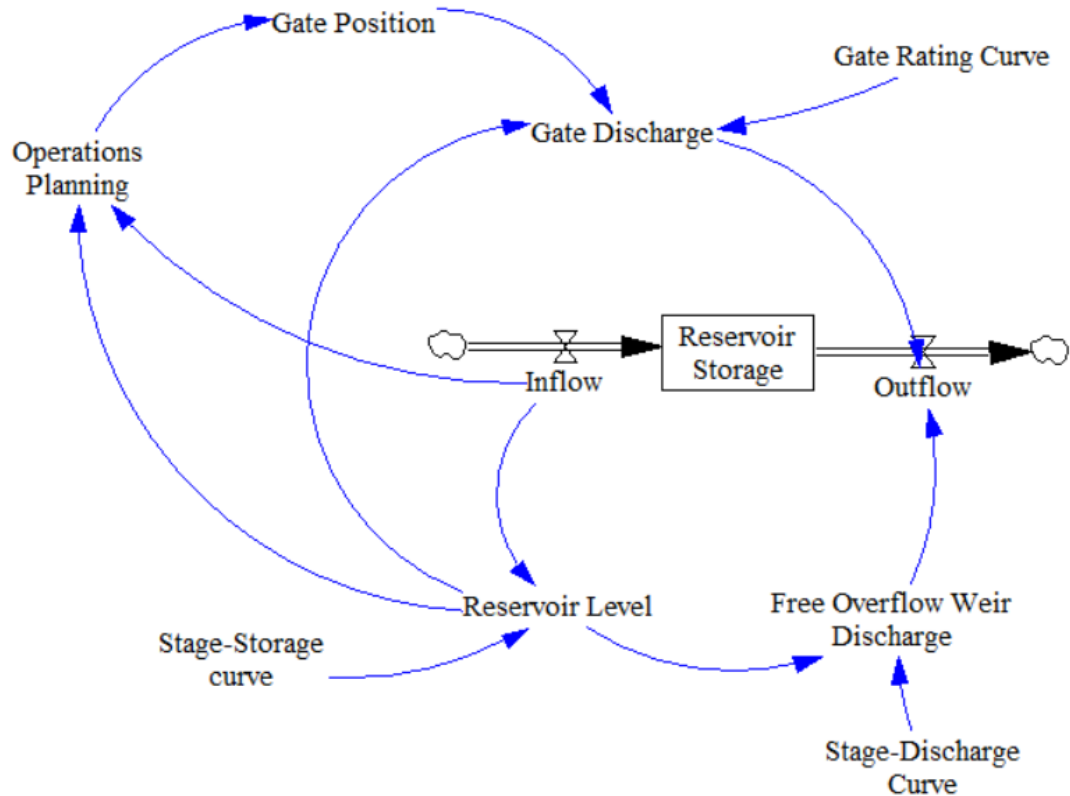 Gate Position
Gate Rating Curve
Gate Discharge
Operations
Planning
Reservoir
Storage
Inflow
Outflow
Reservoir Level
Free Overflow Weir
Discharge
Stage-Storage
curve
Stage-Discharge
Curve